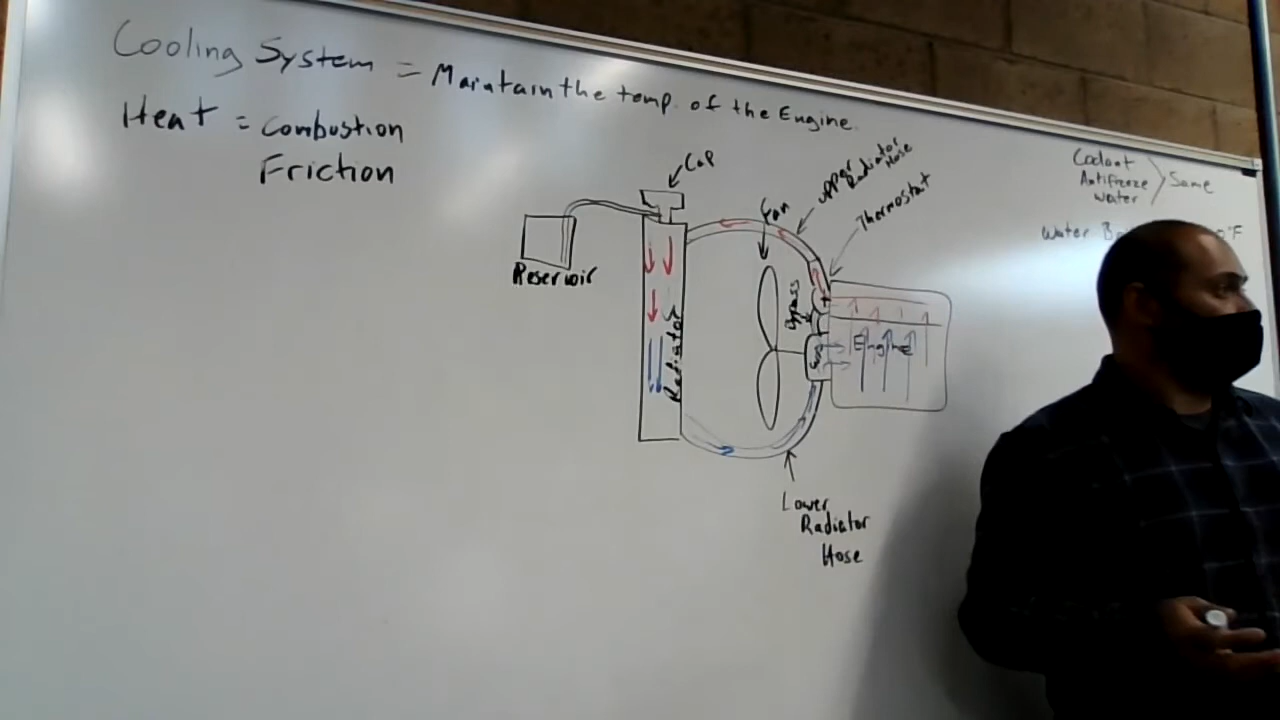 Cooling System = Maintain the temp. of the Engine
Heat = Combustion
Friction
Cap
Fan
Upper
Radiator
Hose
Thermostat
Coolant
Antifreeze
Water
Same
Water
°F
Reservoir
Radiator
Bypass
Engine
Lower
Radiator
Hose